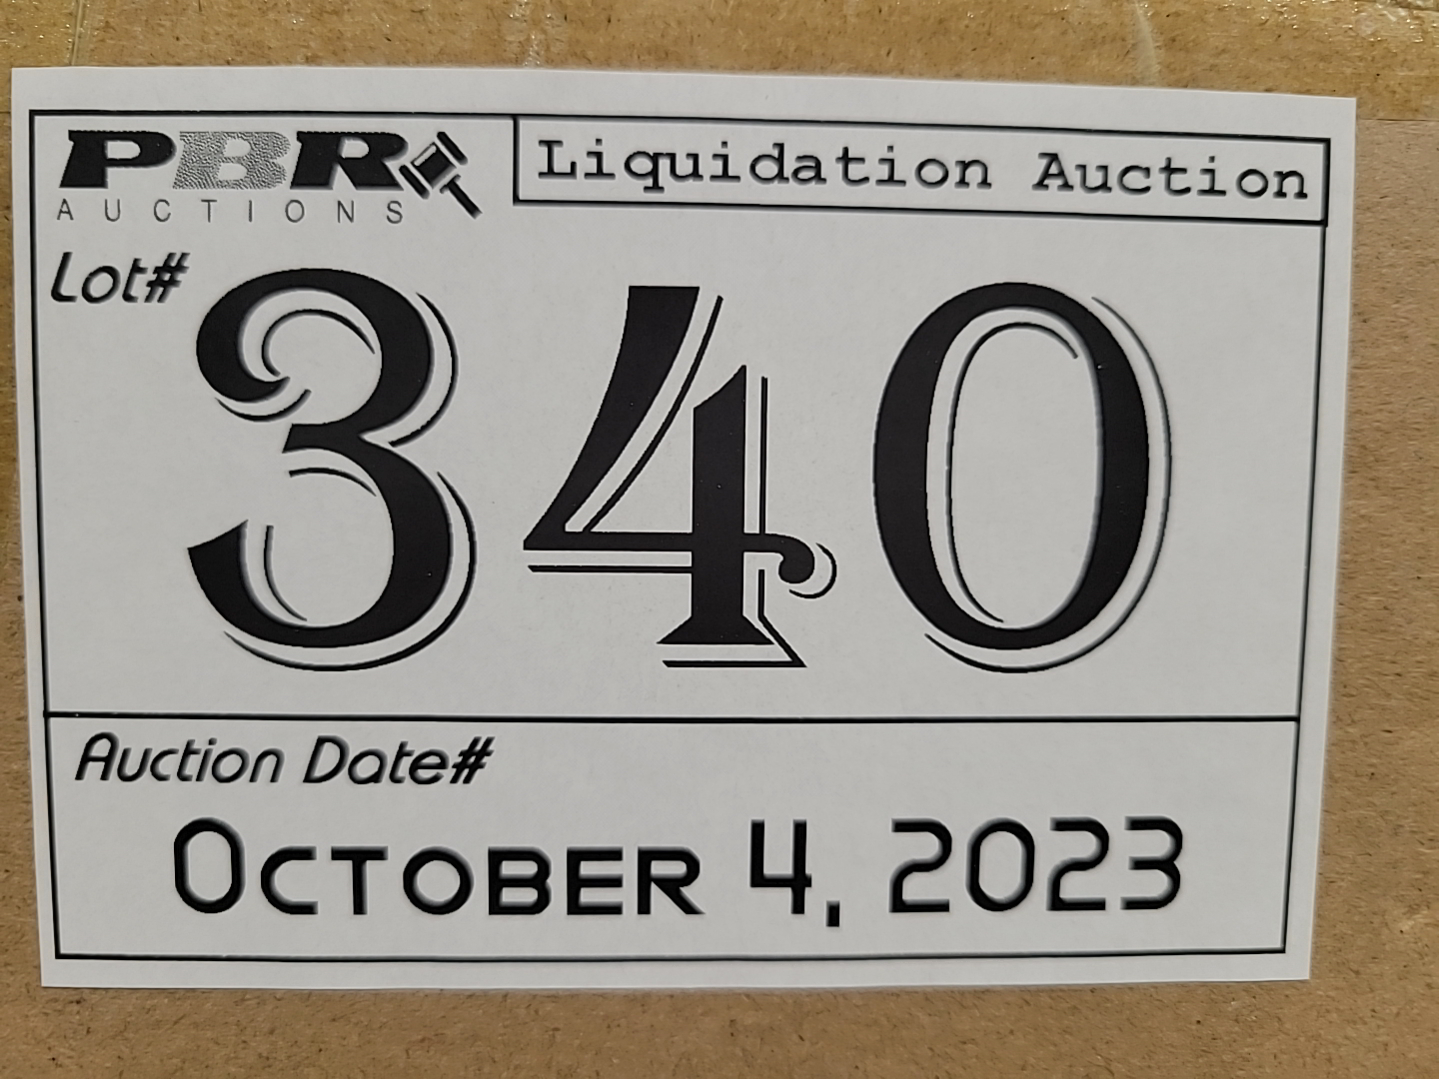 PBR
AUCTIONS
Liquidation Auction
Lot#
340
Auction Date#
October 4, 2023